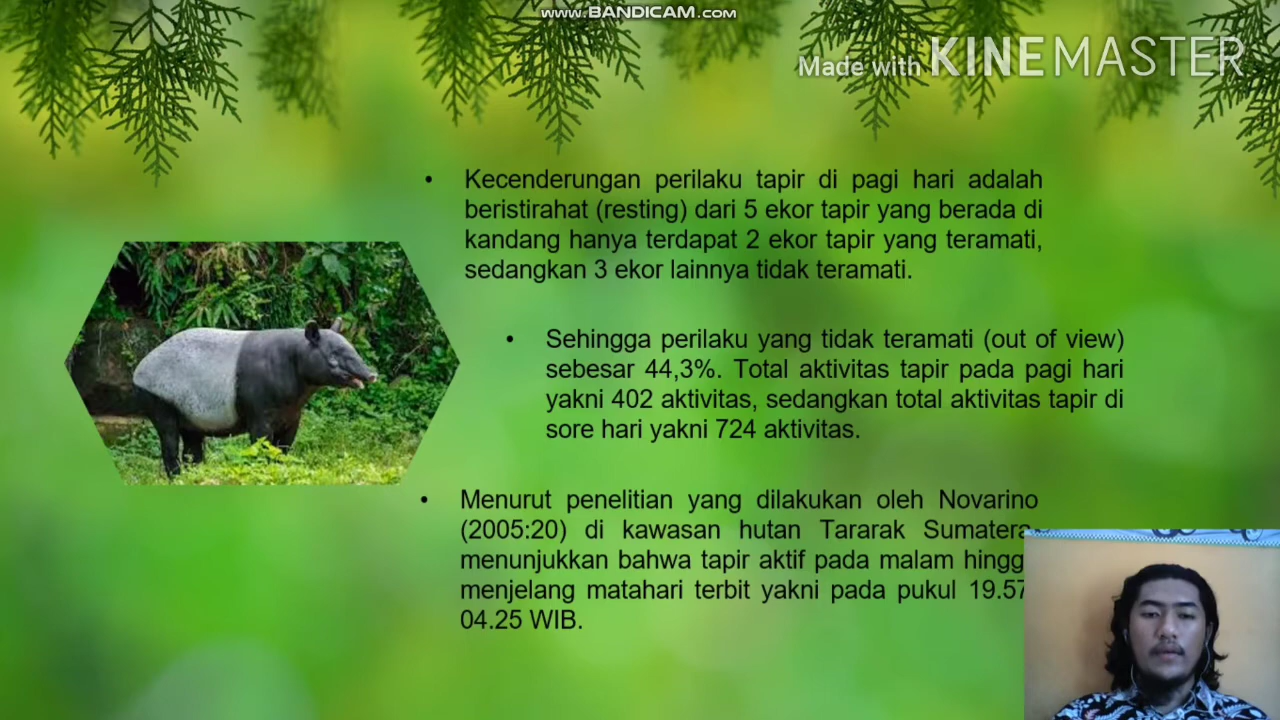 www.BANDICAM.com
Made with KINEMASTER
• Kecenderungan perilaku tapir di pagi hari adalah
beristirahat (resting) dari 5 ekor tapir yang berada di
kandang hanya terdapat 2 ekor tapir yang teramati,
sedangkan 3 ekor lainnya tidak teramati.
• Sehingga perilaku yang tidak teramati (out of view)
sebesar 44,3%. Total aktivitas tapir pada pagi hari
yakni 402 aktivitas, sedangkan total aktivitas tapir di
sore hari yakni 724 aktivitas.
• Menurut penelitian yang dilakukan oleh Novarino
(2005:20) di kawasan hutan Tararak Sumatera
menunjukkan bahwa tapir aktif pada malam
menjelang matahari terbit yakni pada pukul 19.57
04.25 WIB.